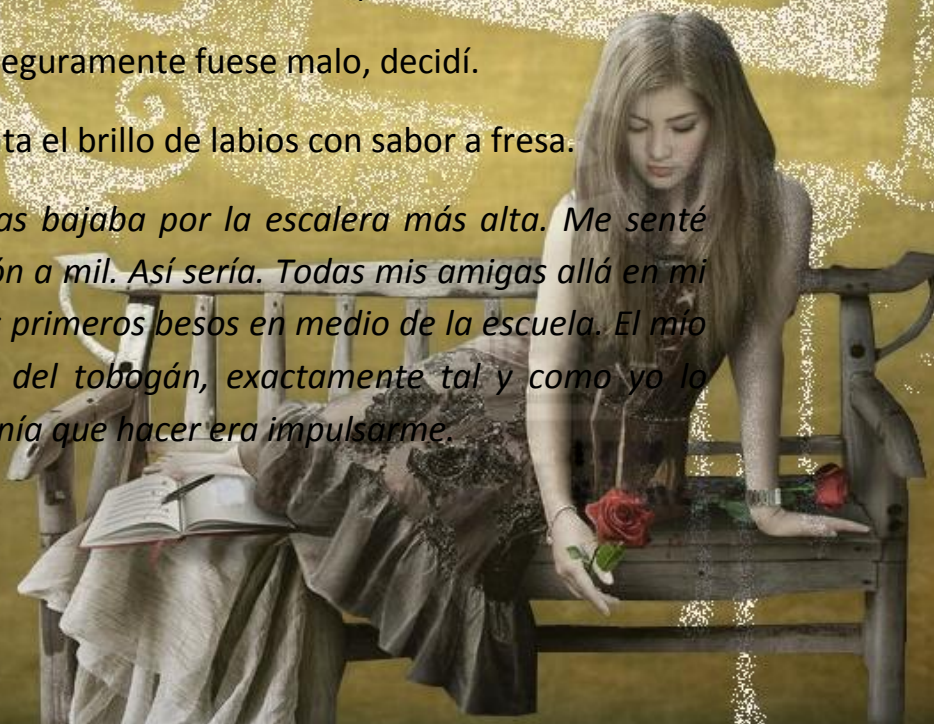 eguramente fuese malo, decidí.
ta el brillo de labios con sabor a fresa.
as bajaba por la escalera más alta. Me senté
ón a mil. Así sería. Todas mis amigas allá en mi
primeros besos en medio de la escuela. El mío
del tobogán, exactamente tal y como yo lo
nía que hacer era impulsarme.